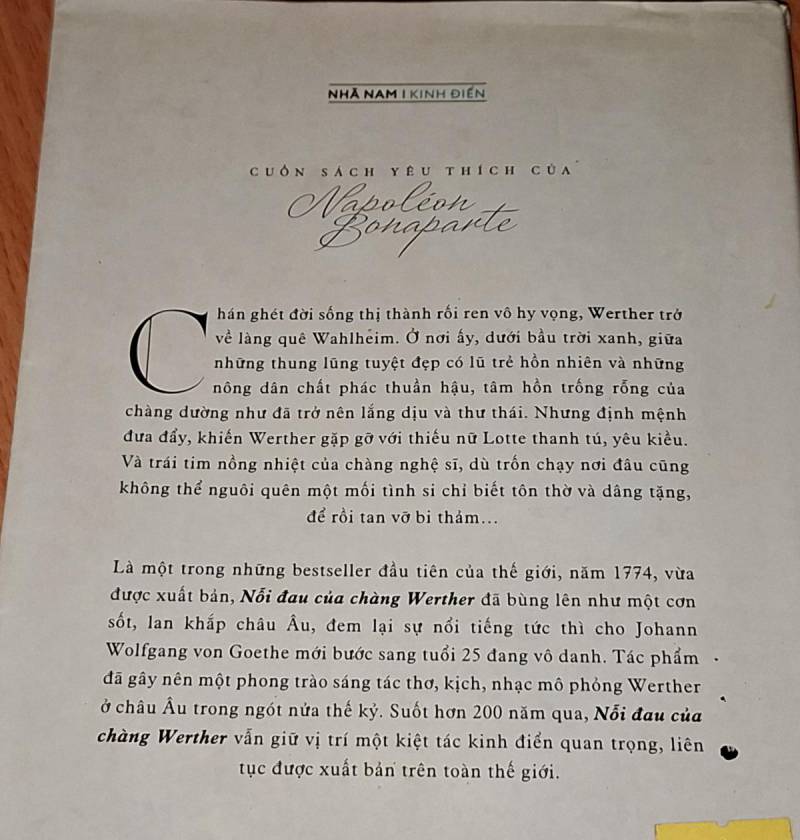 NHÃ NAM | KINH ĐIỂN
CUỐN SÁCH YÊU THÍCH CỦA
Napoléon
Bonaparte
Chán ghét đời sống thị thành rối ren vô hy vọng, Werther trở
về làng quê Wahlheim. Ở nơi ấy, dưới bầu trời xanh, giữa
những thung lũng tuyệt đẹp có lũ trẻ hồn nhiên và những
nông dân chất phác thuần hậu, tâm hồn trống rỗng của
chàng dường như đã trở nên lắng dịu và thư thái. Nhưng định mệnh
đưa đẩy, khiến Werther gặp gỡ với thiếu nữ Lotte thanh tú, yêu kiều.
Và trái tim nồng nhiệt của chàng nghệ sĩ, dù trốn chạy nơi đâu cũng
không thể nguôi quên một mối tình si chỉ biết tôn thờ và dâng tặng,
để rồi tan vỡ bi thảm...
Là một trong những bestseller đầu tiên của thế giới, năm 1774, vừa
được xuất bản, Nỗi đau của chàng Werther đã bùng lên như một cơn
sốt, lan khắp châu Âu, đem lại sự nổi tiếng tức thì cho Johann
Wolfgang von Goethe mới bước sang tuổi 25 đang vô danh. Tác phẩm
đã gây nên một phong trào sáng tác thơ, kịch, nhạc mô phỏng Werther
ở châu Âu trong ngót nửa thế kỷ. Suốt hơn 200 năm qua, Nỗi đau của
chàng Werther vẫn giữ vị trí một kiệt tác kinh điển quan trọng, liên
tục được xuất bản trên toàn thế giới.